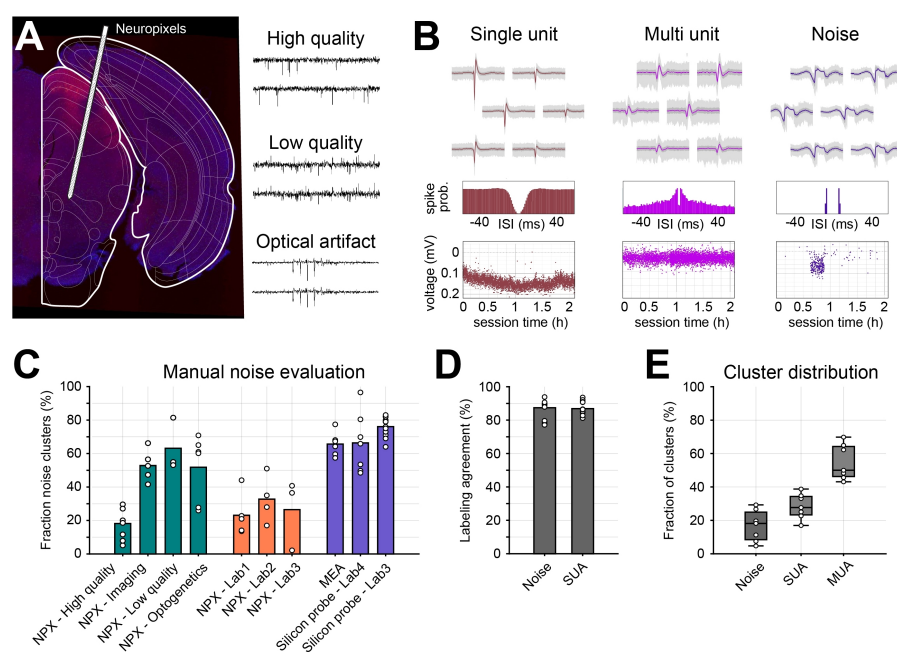 A
Neuropixels
High quality
Low quality
Optical artifact
B
Single unit
Multi unit
Noise
spike prob.
-40 ISI (ms) 40
-40 ISI (ms) 40
-40 ISI (ms) 40
voltage (mV)
0
0.1
0.2
0 0.5 1 1.5 2
session time (h)
0 0.5 1 1.5 2
session time (h)
0 0.5 1 1.5 2
session time (h)
C
Manual noise evaluation
Fraction noise clusters (%)
100
80
60
40
20
0
NPX - High quality
NPX - Imaging
NPX - Low quality
NPX - Optogenetics
NPX - Lab1
NPX - Lab2
NPX - Lab3
MEA
Silicon probe - Lab4
Silicon probe - Lab3
D
Labeling agreement (%)
100
80
60
40
20
0
Noise
SUA
E
Cluster distribution
Fraction of clusters (%)
100
80
60
40
20
0
Noise
SUA
MUA